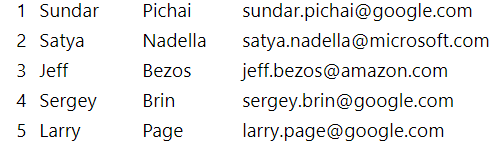 1 Sundar Pichai sundar.pichai@google.com
2 Satya Nadella satya.nadella@microsoft.com
3 Jeff Bezos jeff.bezos@amazon.com
4 Sergey Brin sergey.brin@google.com
5 Larry Page larry.page@google.com